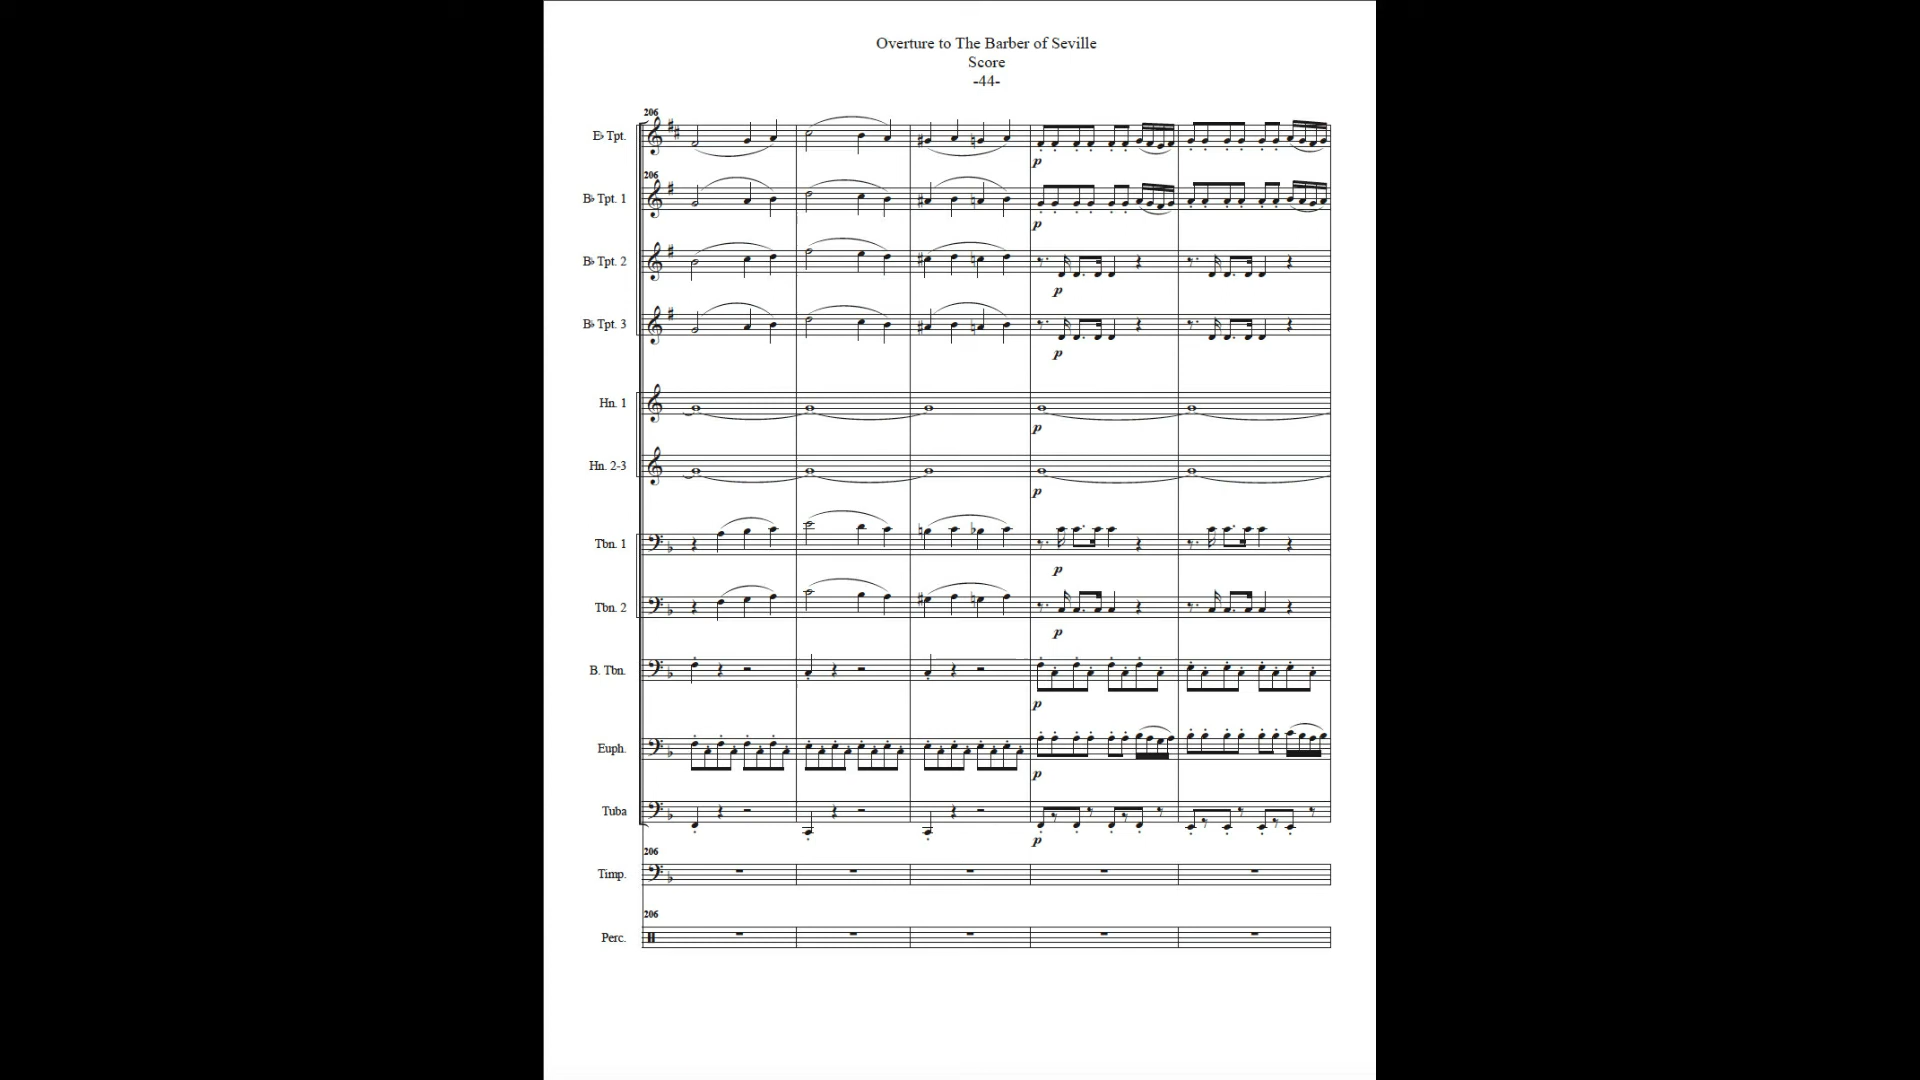 Overture to The Barber of Seville
Score
-44-
206
E♭ Tpt.
206
B♭ Tpt. 1
B♭ Tpt. 2
B♭ Tpt. 3
Hn. 1
Hn. 2-3
Tbn. 1
Tbn. 2
B. Tbn.
Euph.
Tuba
206
Timp.
206
Perc.
p
p
p
p
p
p
p
p
p
p
p